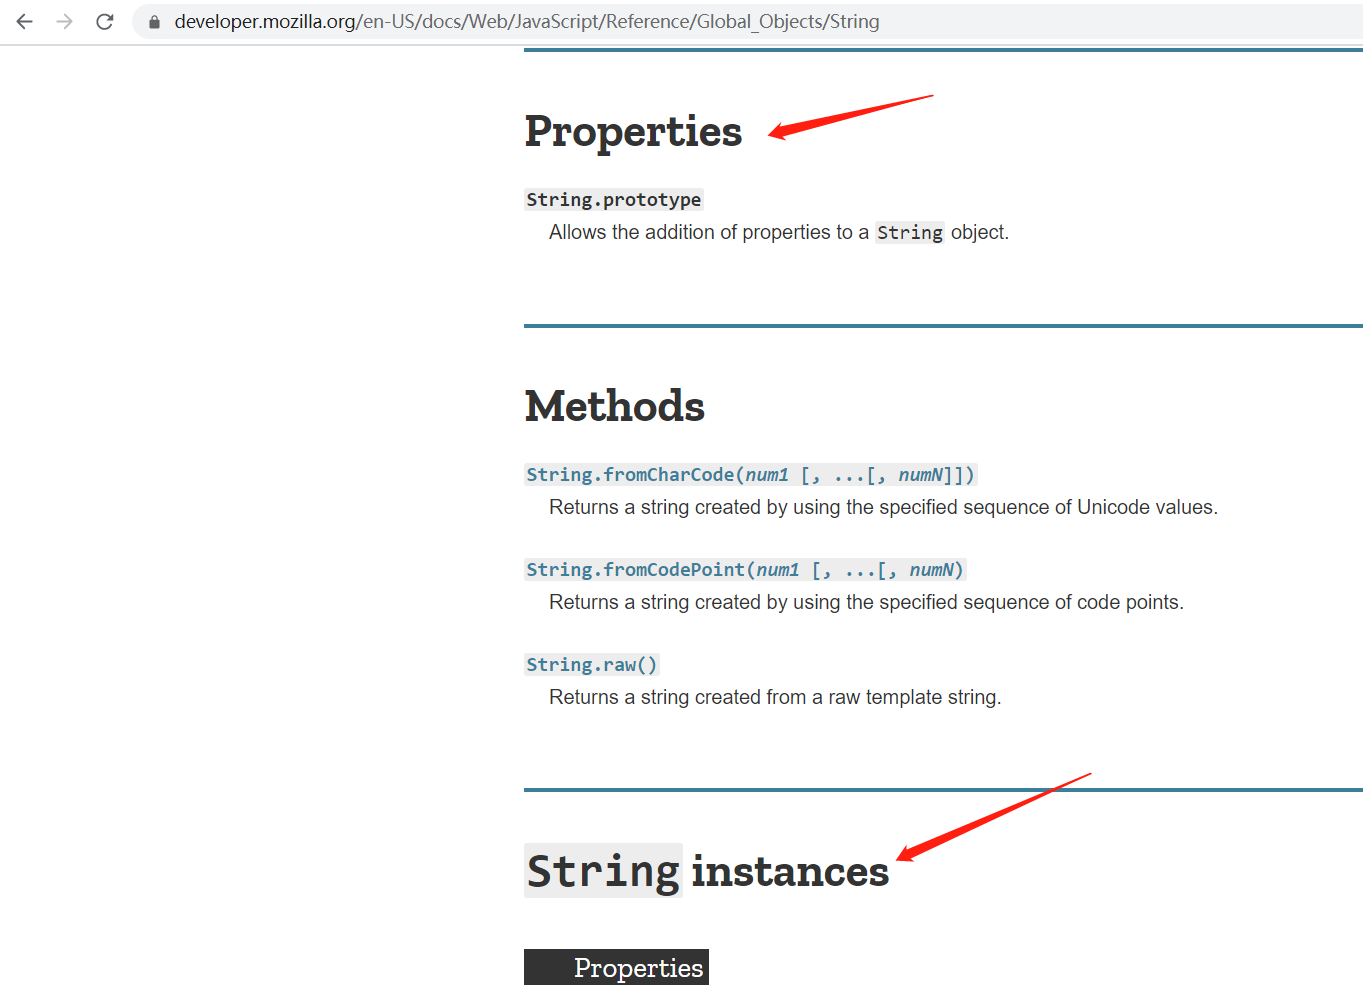 developer.mozilla.org/en-US/docs/Web/JavaScript/Reference/Global_Objects/String
Properties
String.prototype
Allows the addition of properties to a String object.
Methods
String.fromCharCode(num1 [, ...[, numN]])
Returns a string created by using the specified sequence of Unicode values.
String.fromCodePoint(num1 [, ...[, numN)
Returns a string created by using the specified sequence of code points.
String.raw()
Returns a string created from a raw template string.
String instances
Properties